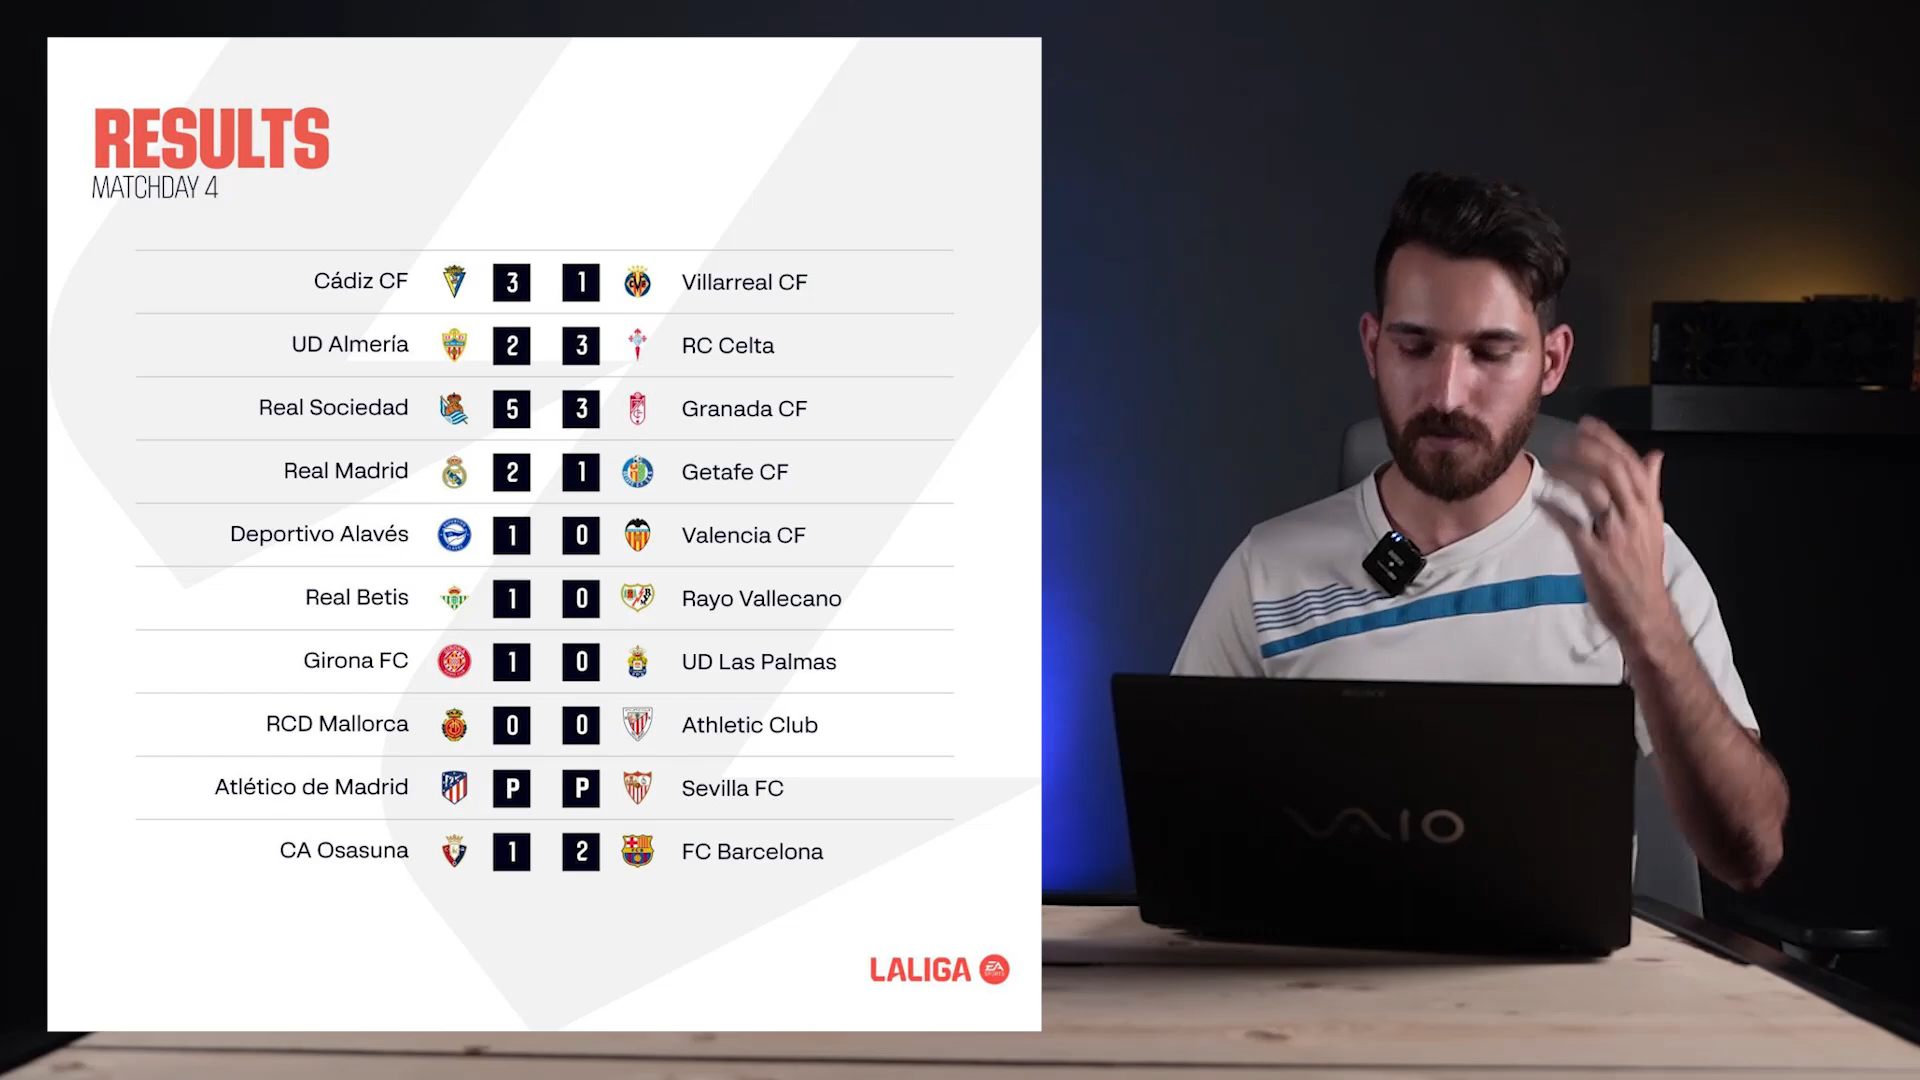 RESULTS
MATCHDAY 4
Cádiz CF 3 1 Villarreal CF
UD Almería 2 3 RC Celta
Real Sociedad 5 3 Granada CF
Real Madrid 2 1 Getafe CF
Deportivo Alavés 1 0 Valencia CF
Real Betis 1 0 Rayo Vallecano
Girona FC 1 0 UD Las Palmas
RCD Mallorca 0 0 Athletic Club
Atlético de Madrid P P Sevilla FC
CA Osasuna 1 2 FC Barcelona
LALIGA EA SPORTS
SONY
VAIO